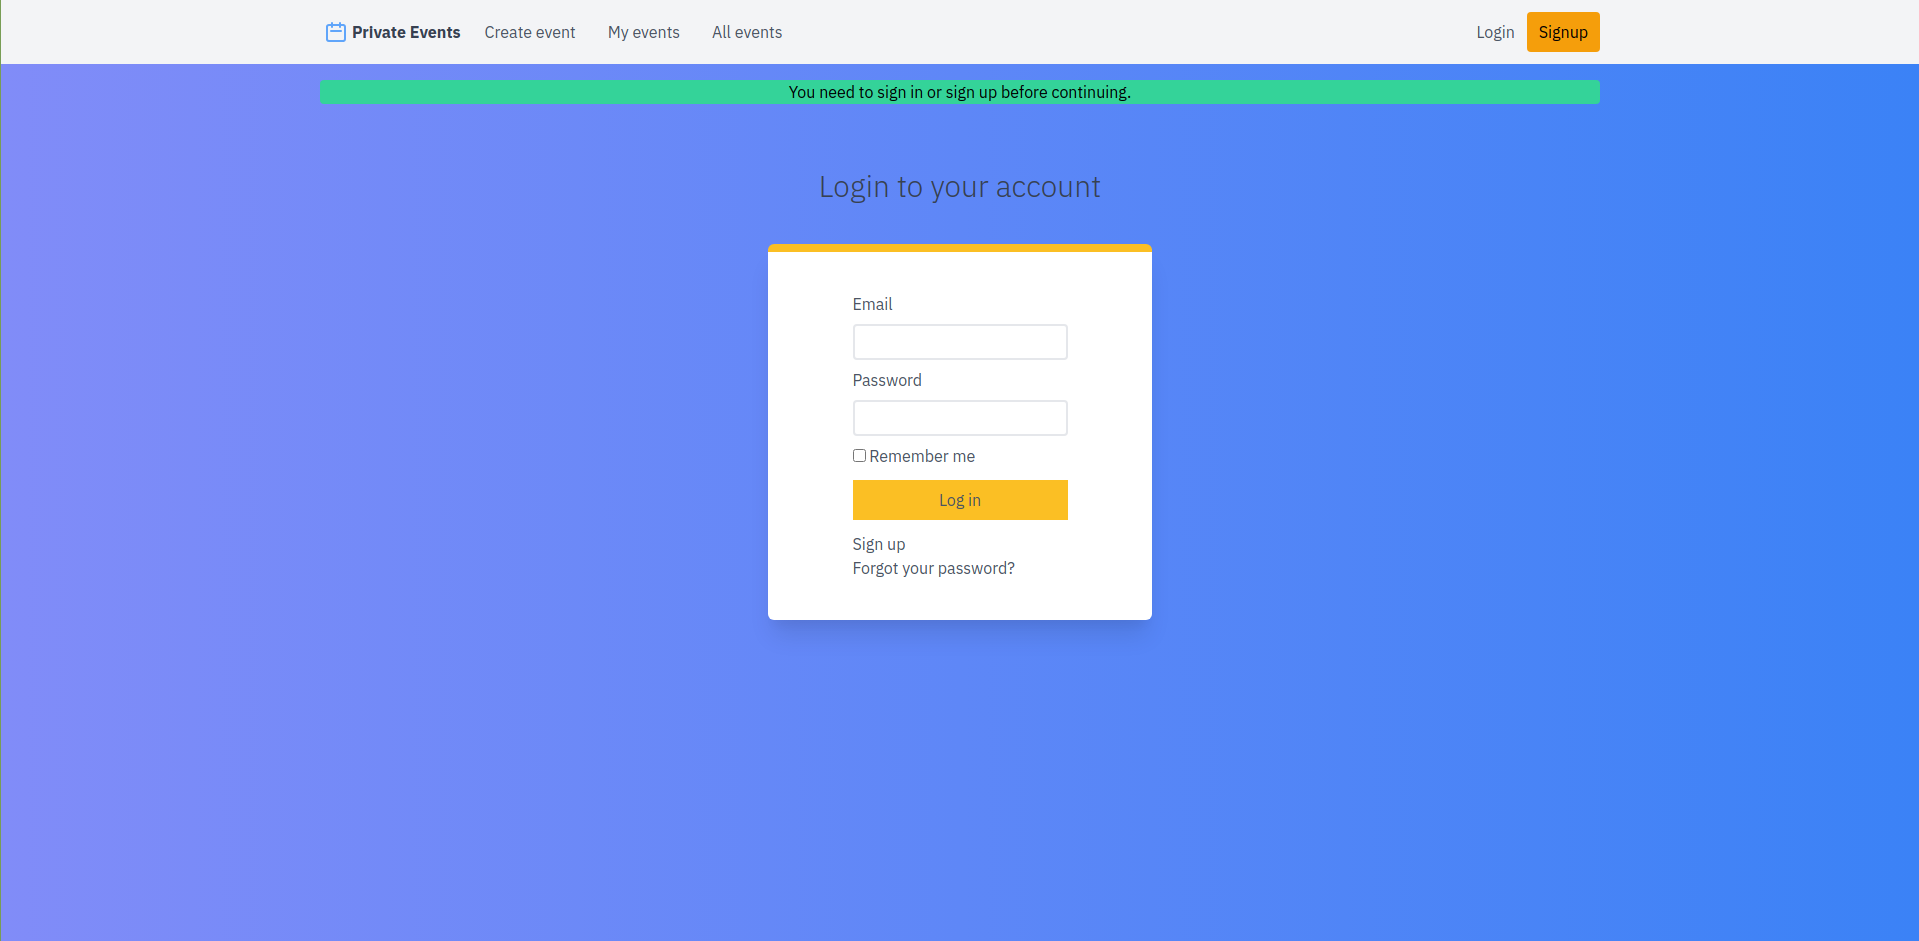 Private Events Create event My events All events Login Signup
You need to sign in or sign up before continuing.
Login to your account
Email
Password
Remember me
Log in
Sign up
Forgot your password?